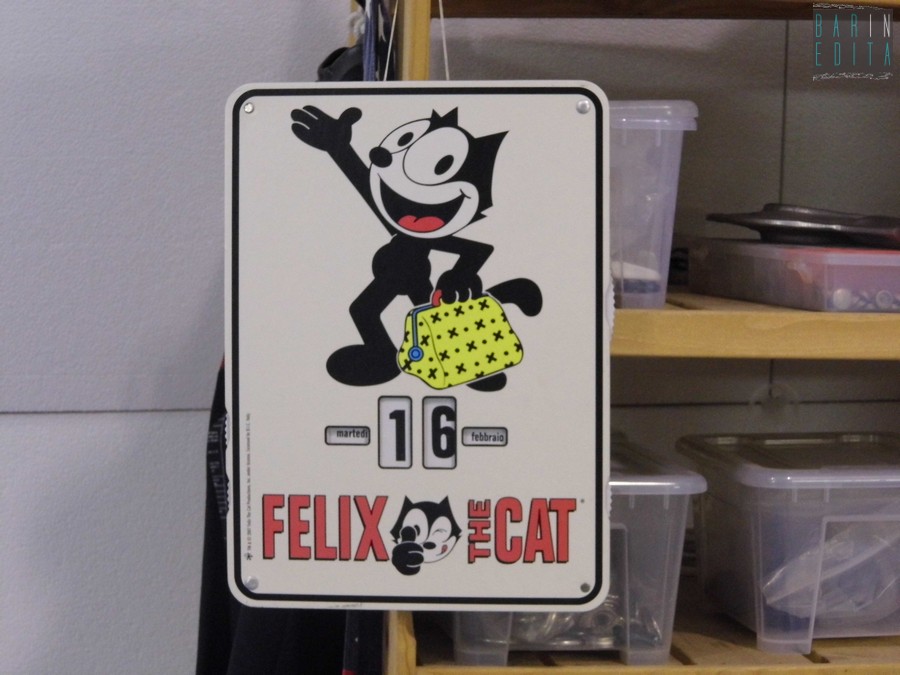 BARIN
EDITA
martedì 16 febbraio
FELIX THE CAT